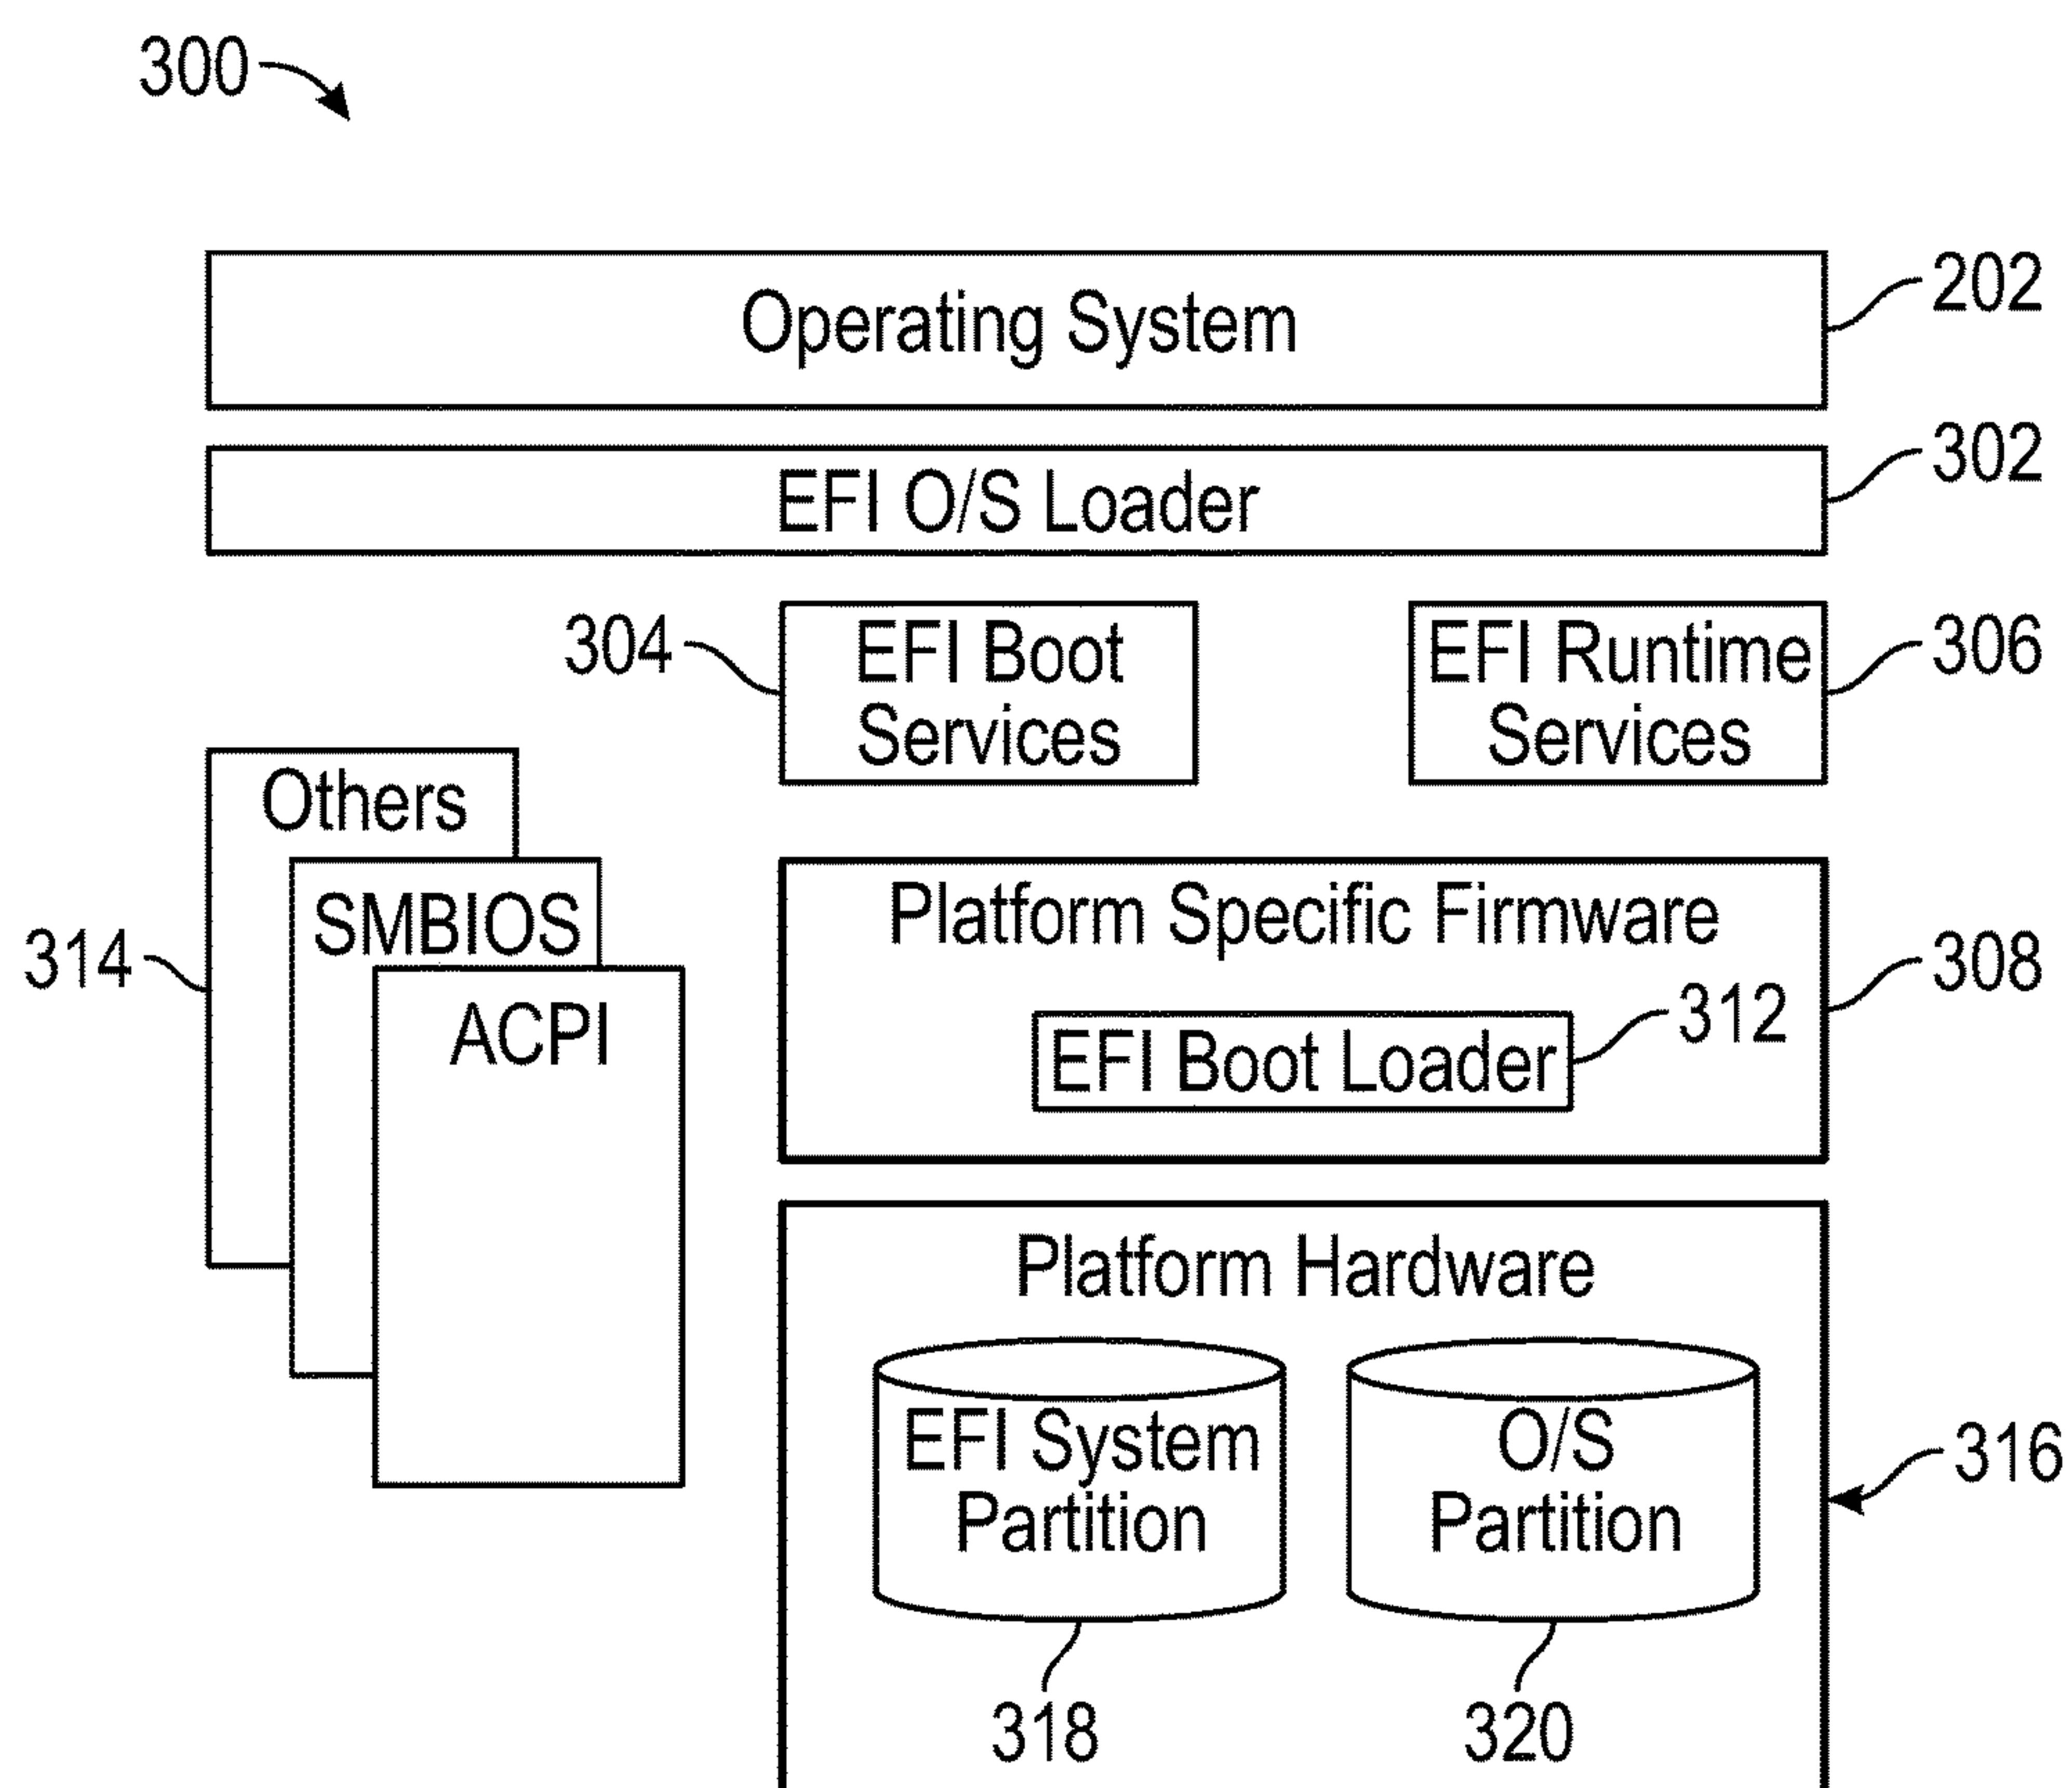 300
Operating System
202
EFI O/S Loader
302
304
EFI Boot
Services
EFI Runtime
Services
306
Others
SMBIOS
ACPI
314
Platform Specific Firmware
308
EFI Boot Loader
312
Platform Hardware
EFI System
Partition
O/S
Partition
316
318
320